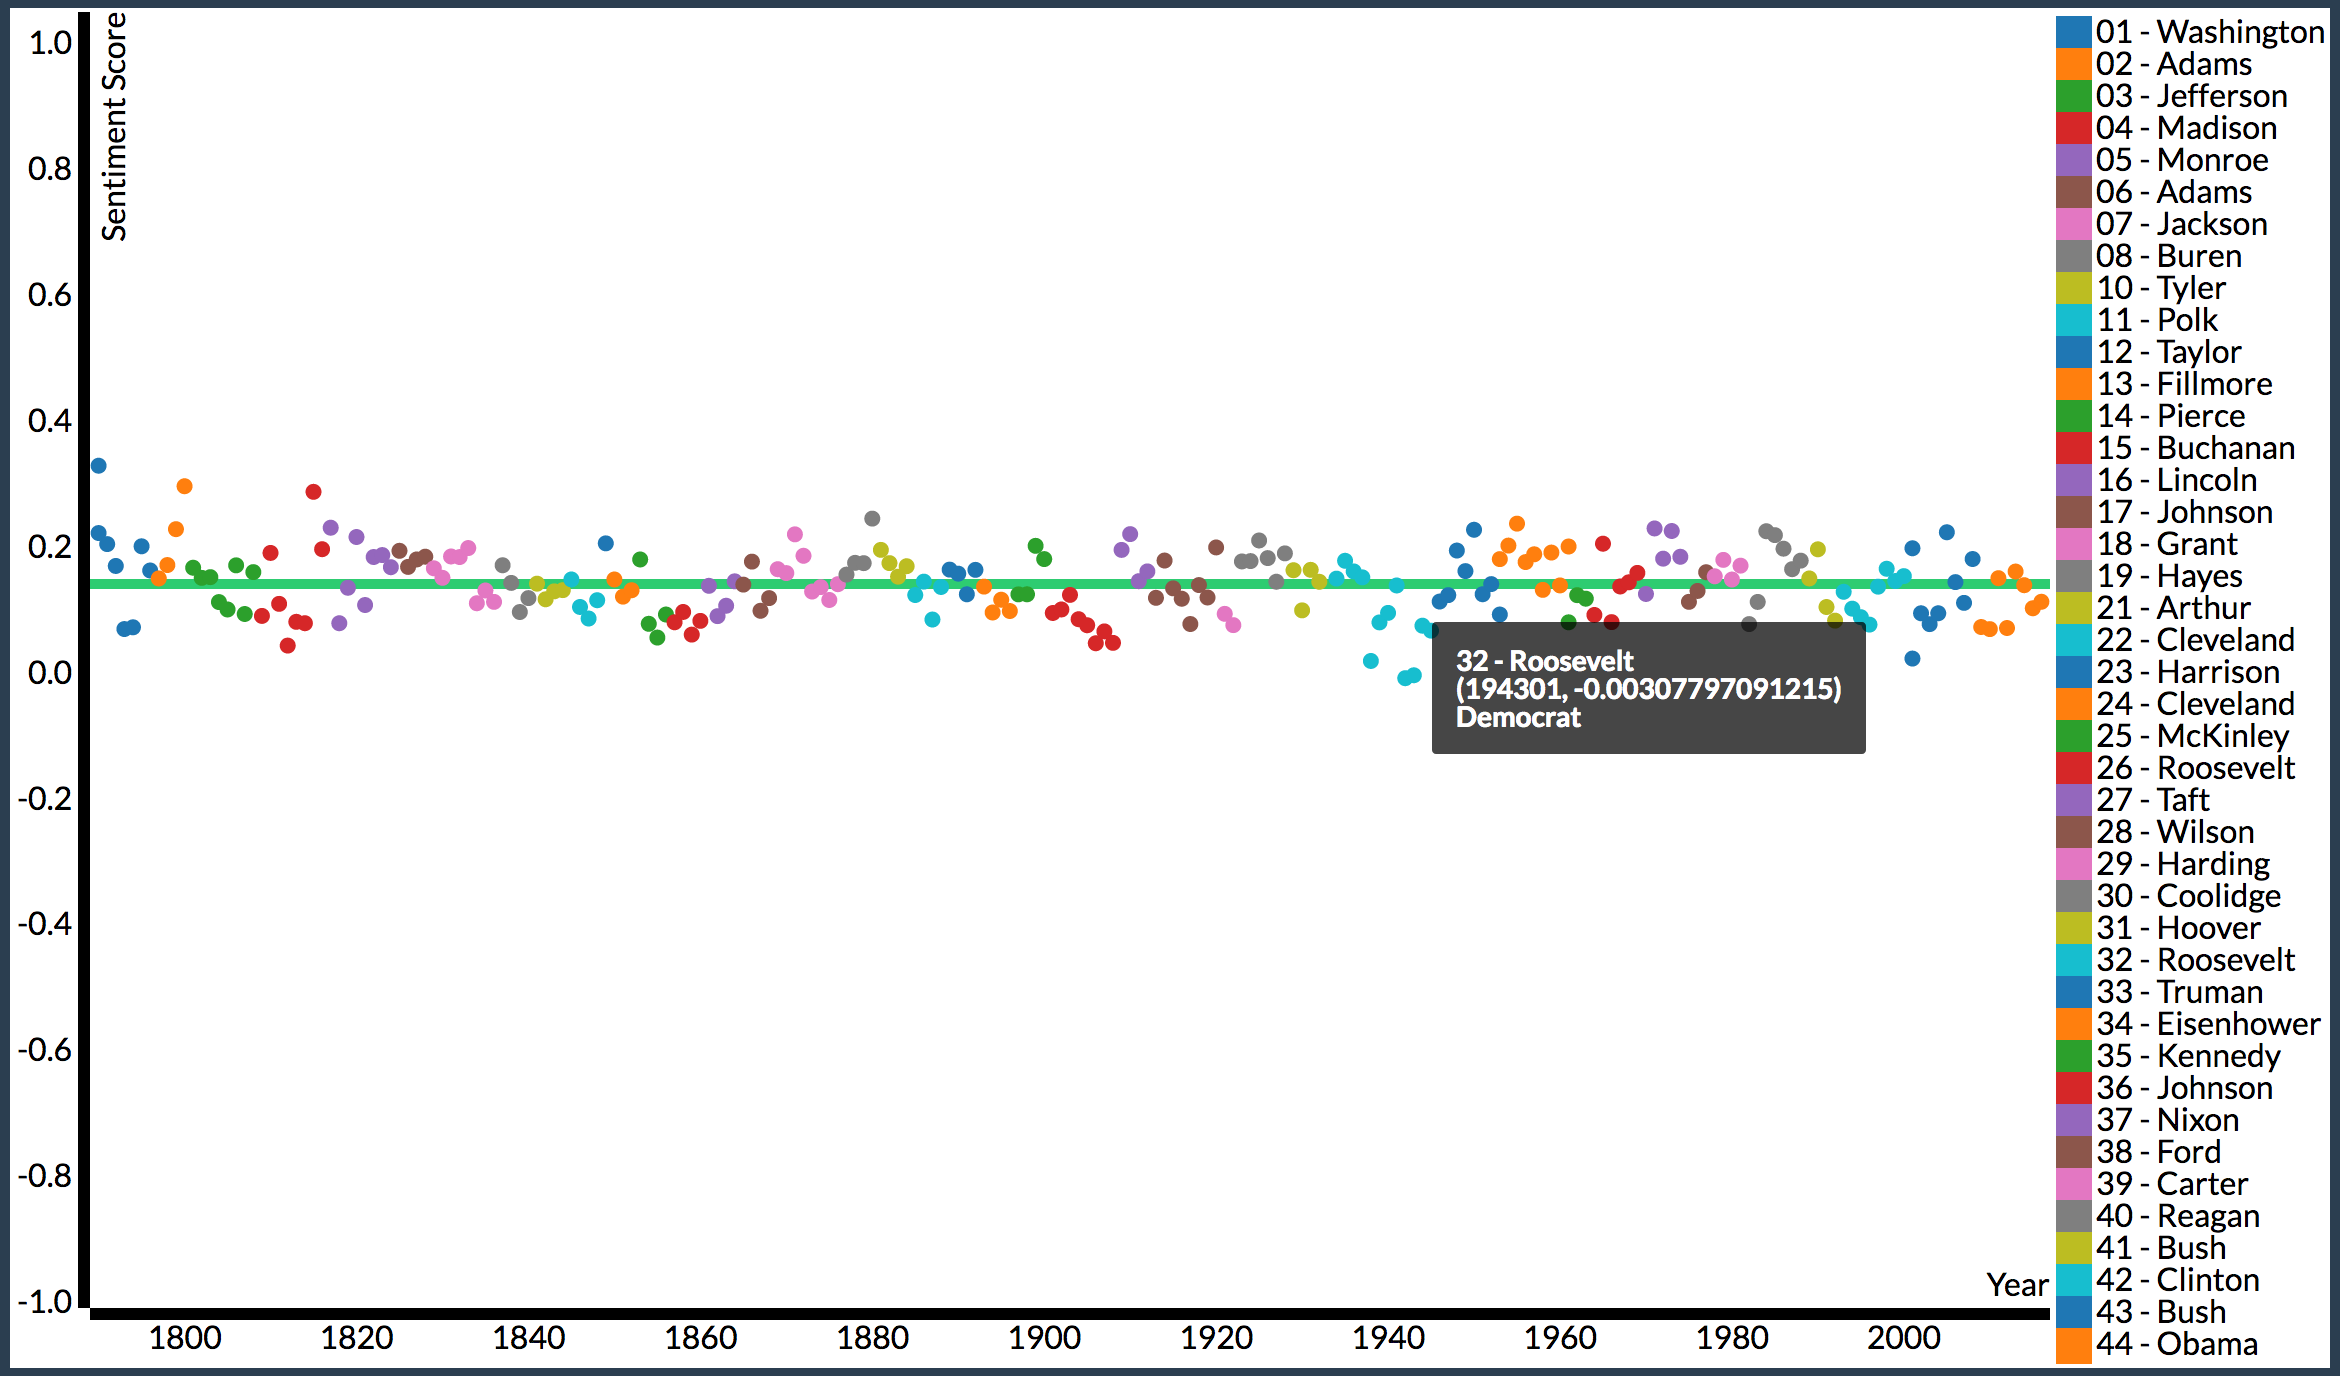 Sentiment Score
1.0
0.8
0.6
0.4
0.2
0.0
-0.2
-0.4
-0.6
-0.8
-1.0
32 - Roosevelt
(194301, -0.00307797091215)
Democrat
Year
1800
1820
1840
1860
1880
1900
1920
1940
1960
1980
2000
01 - Washington
02 - Adams
03 - Jefferson
04 - Madison
05 - Monroe
06 - Adams
07 - Jackson
08 - Buren
10 - Tyler
11 - Polk
12 - Taylor
13 - Fillmore
14 - Pierce
15 - Buchanan
16 - Lincoln
17 - Johnson
18 - Grant
19 - Hayes
21 - Arthur
22 - Cleveland
23 - Harrison
24 - Cleveland
25 - McKinley
26 - Roosevelt
27 - Taft
28 - Wilson
29 - Harding
30 - Coolidge
31 - Hoover
32 - Roosevelt
33 - Truman
34 - Eisenhower
35 - Kennedy
36 - Johnson
37 - Nixon
38 - Ford
39 - Carter
40 - Reagan
41 - Bush
42 - Clinton
43 - Bush
44 - Obama